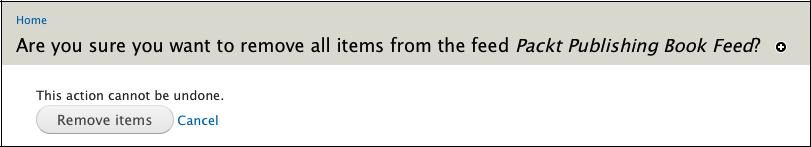 Home
Are you sure you want to remove all items from the feed Packt Publishing Book Feed?
This action cannot be undone.
Remove items Cancel